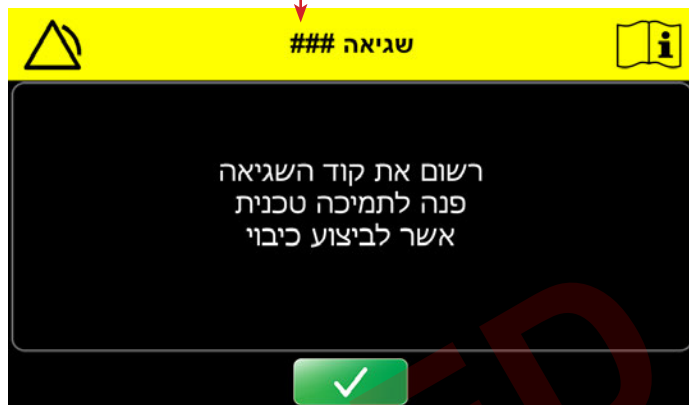 שגיאה ###
רשום את קוד השגיאה
פנה לתמיכה טכנית
אשר לביצוע כיבוי